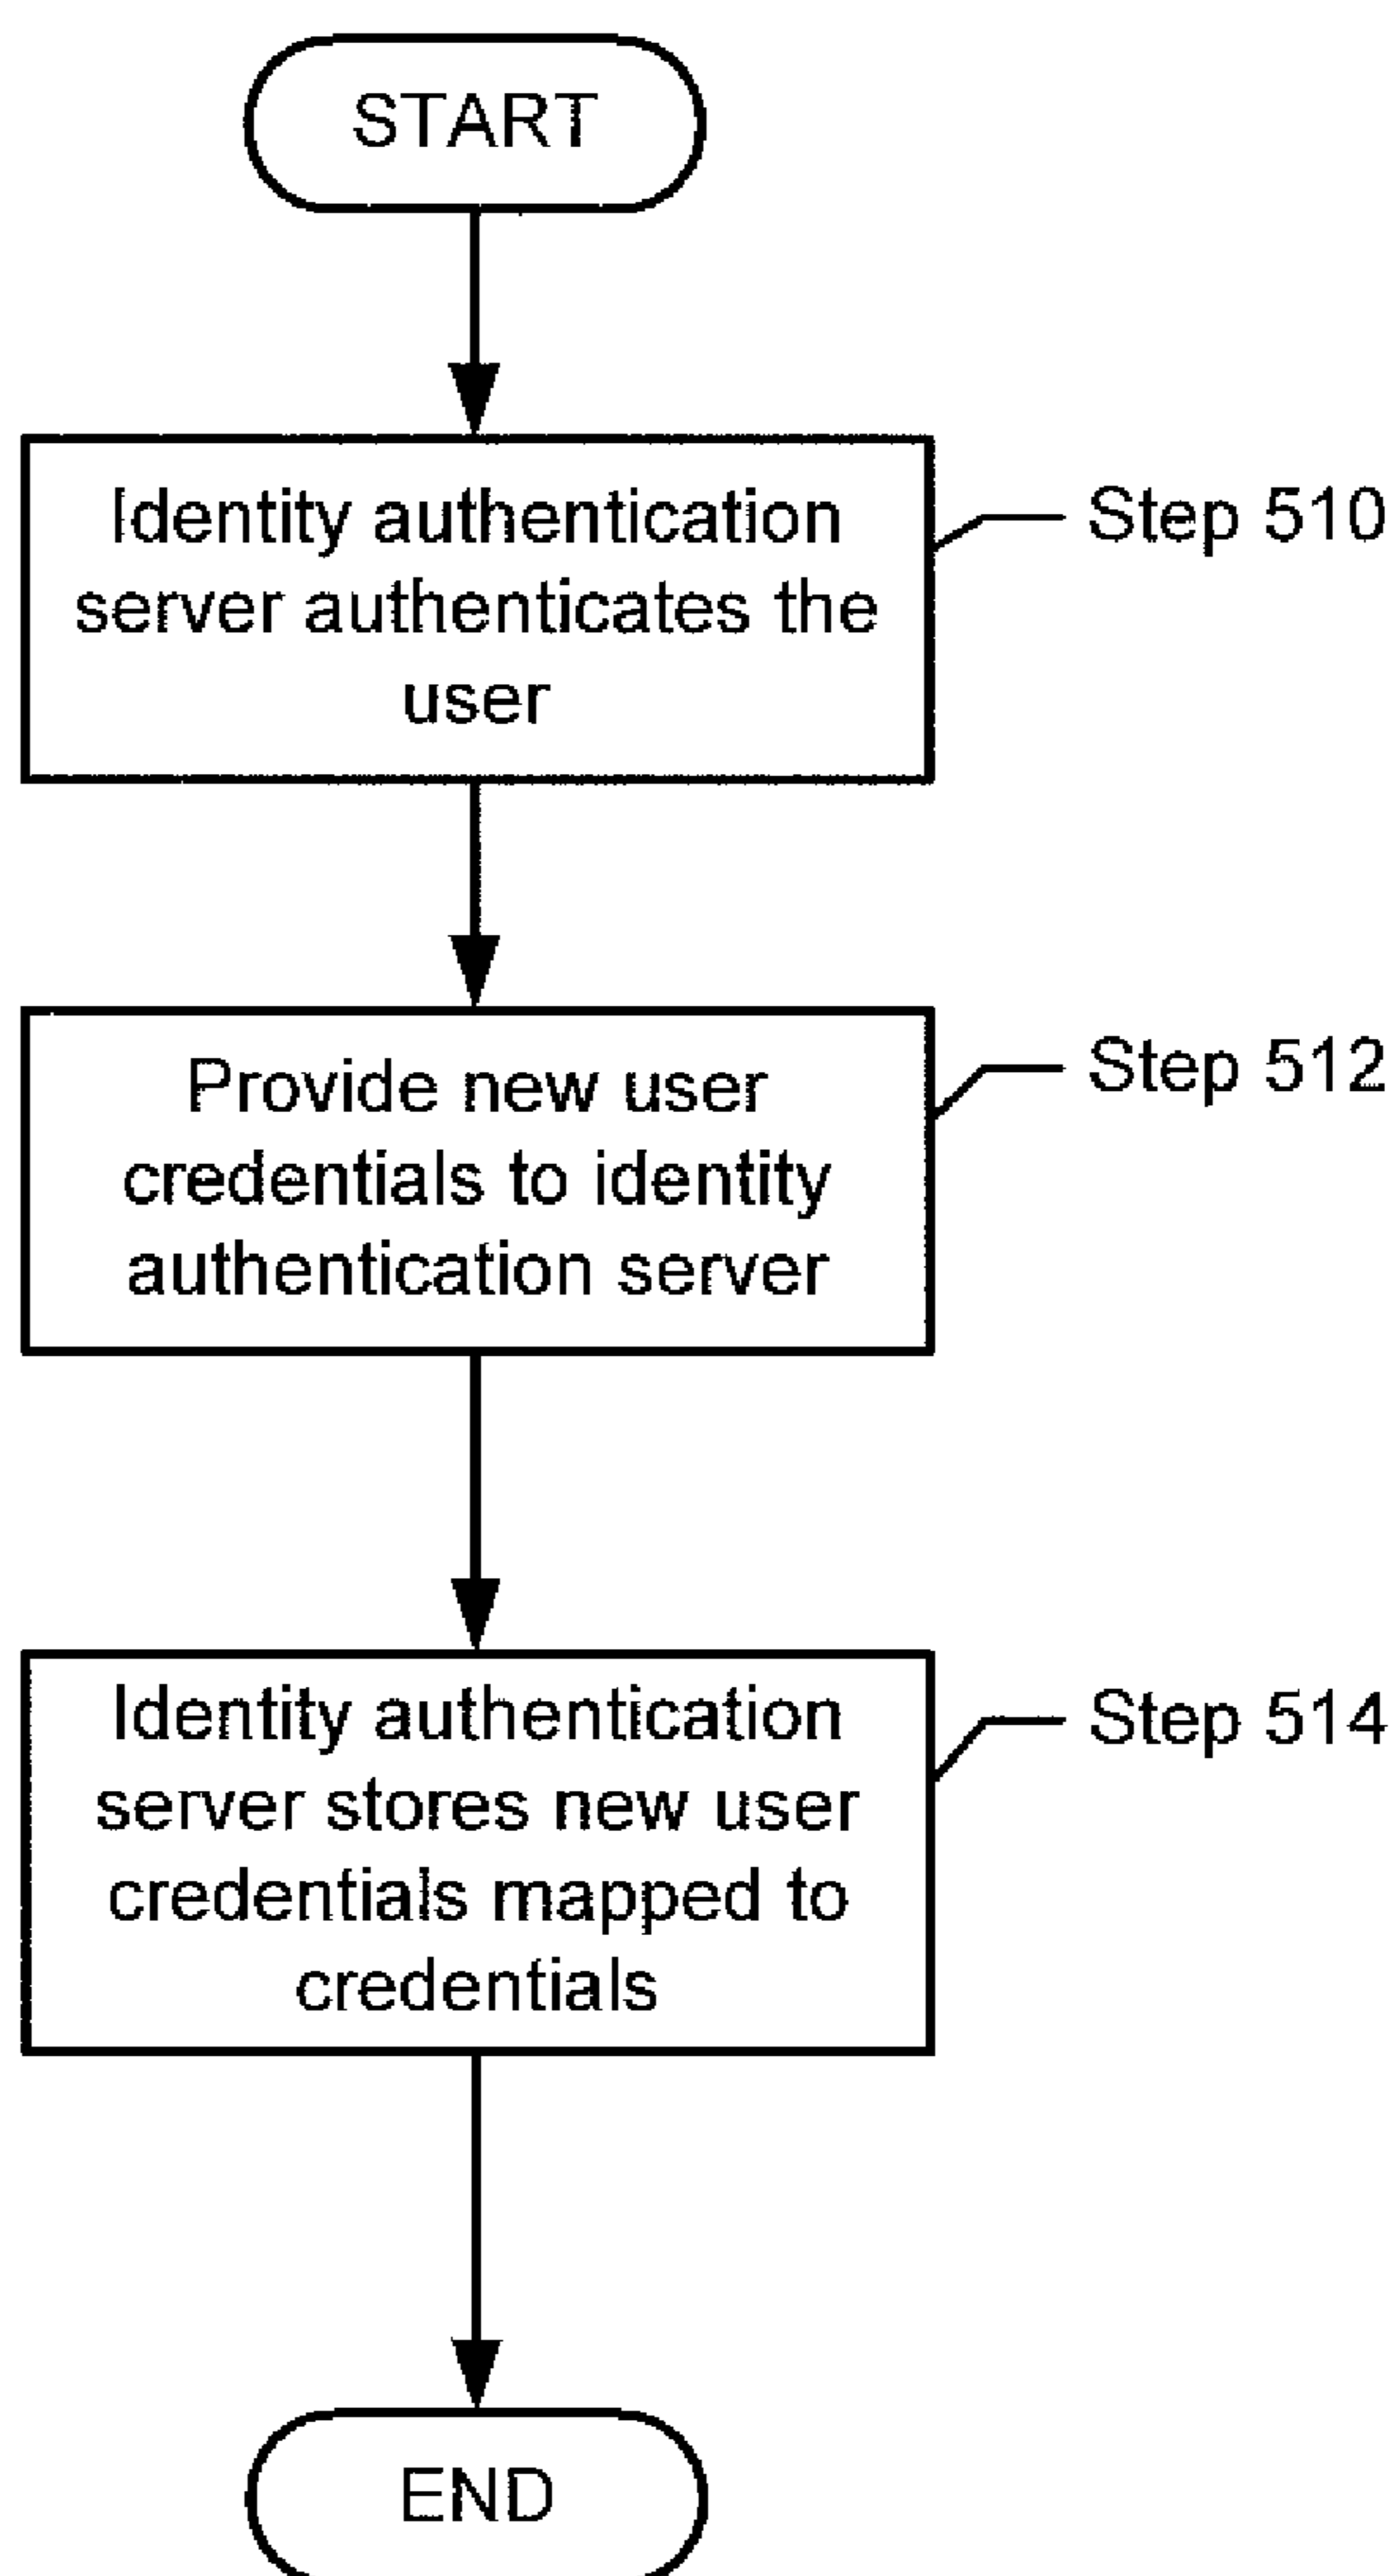 START
Identity authentication
server authenticates the
user
Step 510
Provide new user
credentials to identity
authentication server
Step 512
Identity authentication
server stores new user
credentials mapped to
credentials
Step 514
END